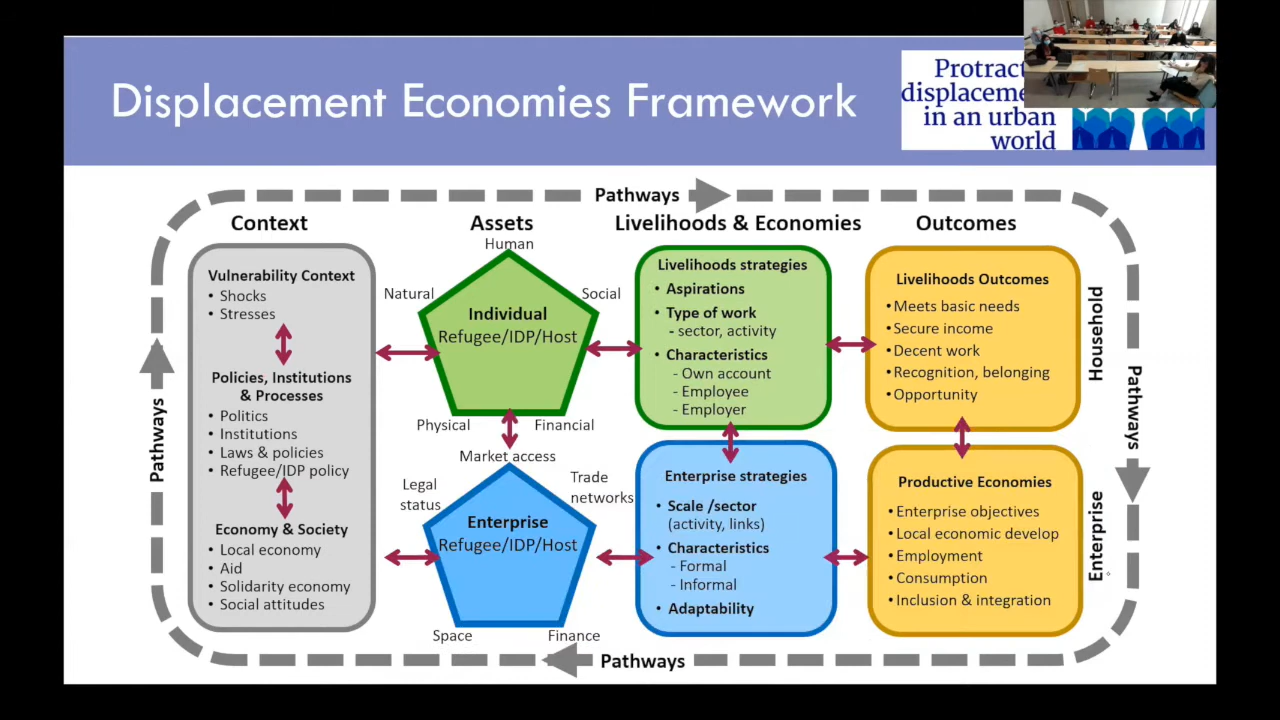 Displacement Economies Framework
Protract
displaceme
in an urban
world
Pathways
Context
Assets
Livelihoods & Economies
Outcomes
Vulnerability Context
• Shocks
• Stresses
Policies, Institutions
& Processes
• Politics
• Institutions
• Laws & policies
• Refugee/IDP policy
Economy & Society
• Local economy
• Aid
• Solidarity economy
• Social attitudes
Human
Natural
Social
Individual
Refugee/IDP/Host
Physical
Financial
Market access
Legal
status
Trade
networks
Enterprise
Refugee/IDP/Host
Space
Finance
Livelihoods strategies
• Aspirations
• Type of work
- sector, activity
• Characteristics
- Own account
- Employee
- Employer
Enterprise strategies
• Scale /sector
(activity, links)
• Characteristics
- Formal
- Informal
• Adaptability
Livelihoods Outcomes
• Meets basic needs
• Secure income
• Decent work
• Recognition, belonging
• Opportunity
Productive Economies
• Enterprise objectives
• Local economic develop
• Employment
• Consumption
• Inclusion & integration
Household
Enterprise
Pathways
Pathways
Pathways